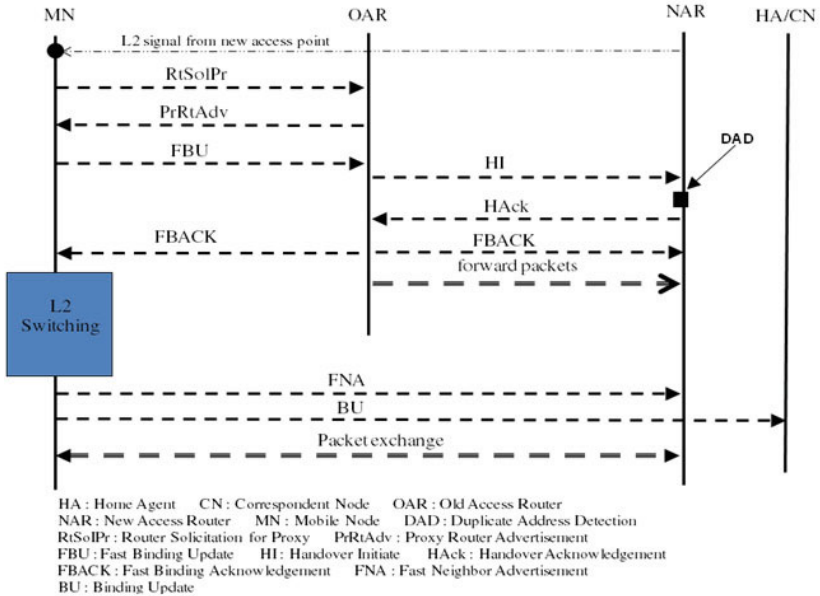 MN OAR NAR HA/CN
L2 signal from new access point
RtSolPr
PrRtAdv
FBU
HI
DAD
HAck
FBACK
FBACK
forward packets
L2
Switching
FNA
BU
Packet exchange
HA : Home Agent CN : Correspondent Node OAR : Old Access Router
NAR : New Access Router MN : Mobile Node DAD : Duplicate Address Detection
RtSolPr : Router Solicitation for Proxy PrRtAdv : Proxy Router Advertisement
FBU : Fast Binding Update HI : Handover Initiate HAck : Handover Acknowledgement
FBACK : Fast Binding Acknowledgement FNA : Fast Neighbor Advertisement
BU : Binding Update